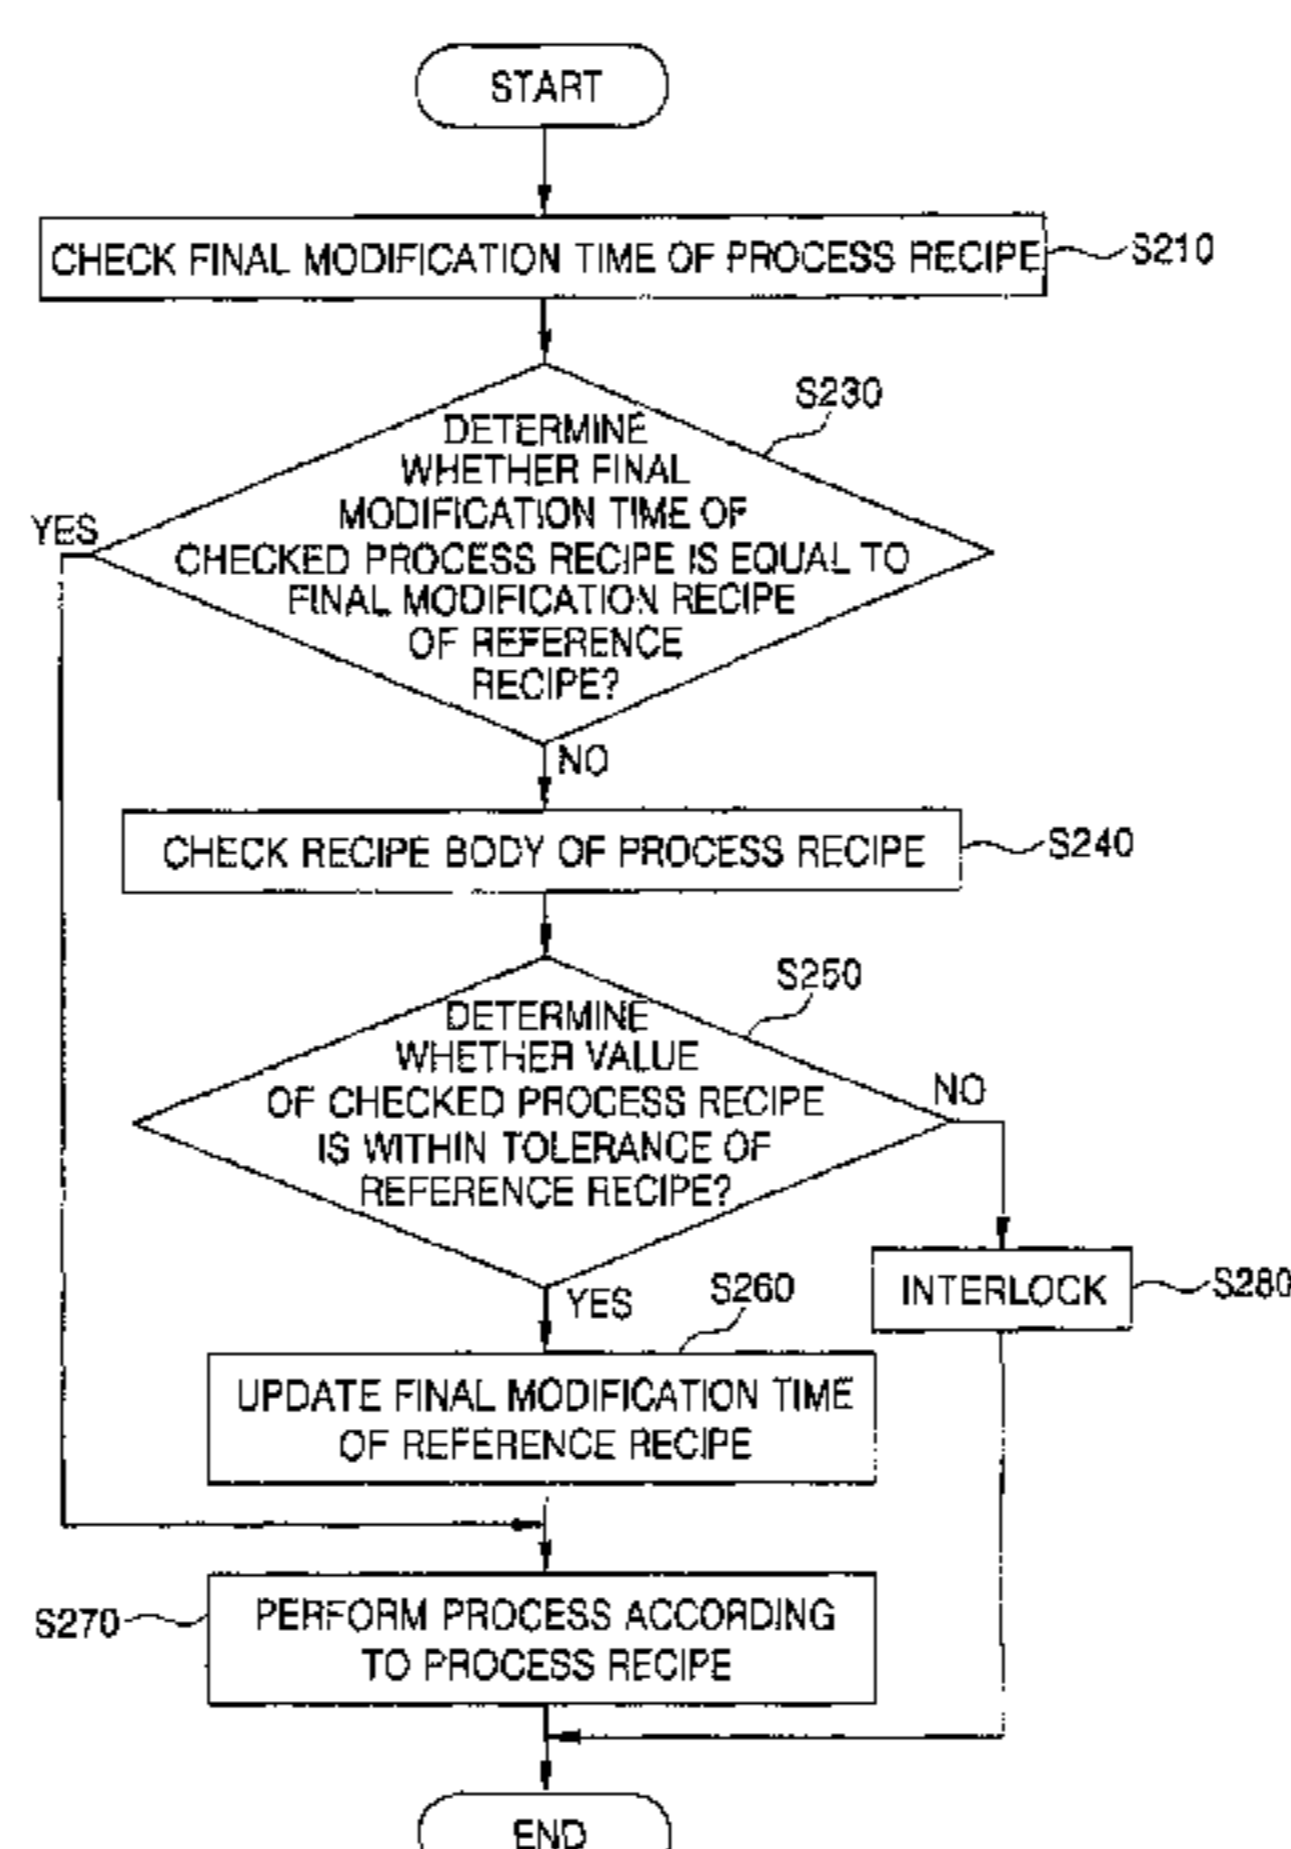 START
CHECK FINAL MODIFICATION TIME OF PROCESS RECIPE
S210
S230
DETERMINE
WHETHER FINAL
MODIFICATION TIME OF
CHECKED PROCESS RECIPE IS EQUAL TO
FINAL MODIFICATION RECIPE
OF REFERENCE
RECIPE?
YES
NO
CHECK RECIPE BODY OF PROCESS RECIPE
S240
S250
DETERMINE
WHETHER VALUE
OF CHECKED PROCESS RECIPE
IS WITHIN TOLERANCE OF
REFERENCE RECIPE?
NO
YES
INTERLOCK
S280
S260
UPDATE FINAL MODIFICATION TIME
OF REFERENCE RECIPE
S270
PERFORM PROCESS ACCORDING
TO PROCESS RECIPE
END